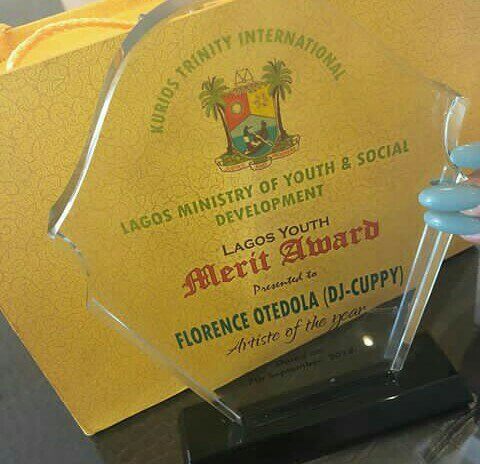 KURIOS TRINITY INTERNATIONAL
LAGOS MINISTRY OF YOUTH & SOCIAL
DEVELOPMENT
LAGOS YOUTH
Merit Award
Presented to
FLORENCE OTEDOLA (DJ-CUPPY)
Artiste of the year
September